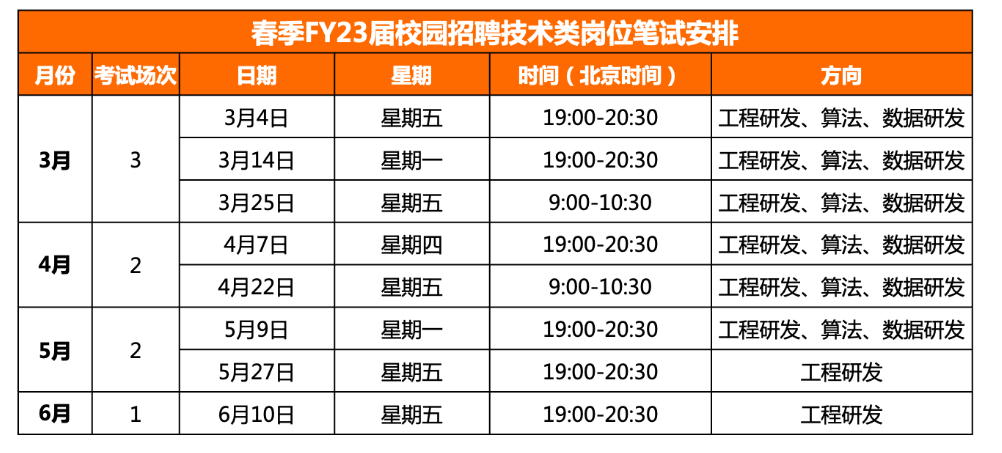 春季FY23届校园招聘技术类岗位笔试安排
月份 考试场次 日期 星期 时间（北京时间） 方向
3月 3 3月4日 星期五 19:00-20:30 工程研发、算法、数据研发
3月14日 星期一 19:00-20:30 工程研发、算法、数据研发
3月25日 星期五 9:00-10:30 工程研发、算法、数据研发
4月 2 4月7日 星期四 19:00-20:30 工程研发、算法、数据研发
4月22日 星期五 9:00-10:30 工程研发、算法、数据研发
5月 2 5月9日 星期一 19:00-20:30 工程研发、算法、数据研发
5月27日 星期五 19:00-20:30 工程研发
6月 1 6月10日 星期五 19:00-20:30 工程研发